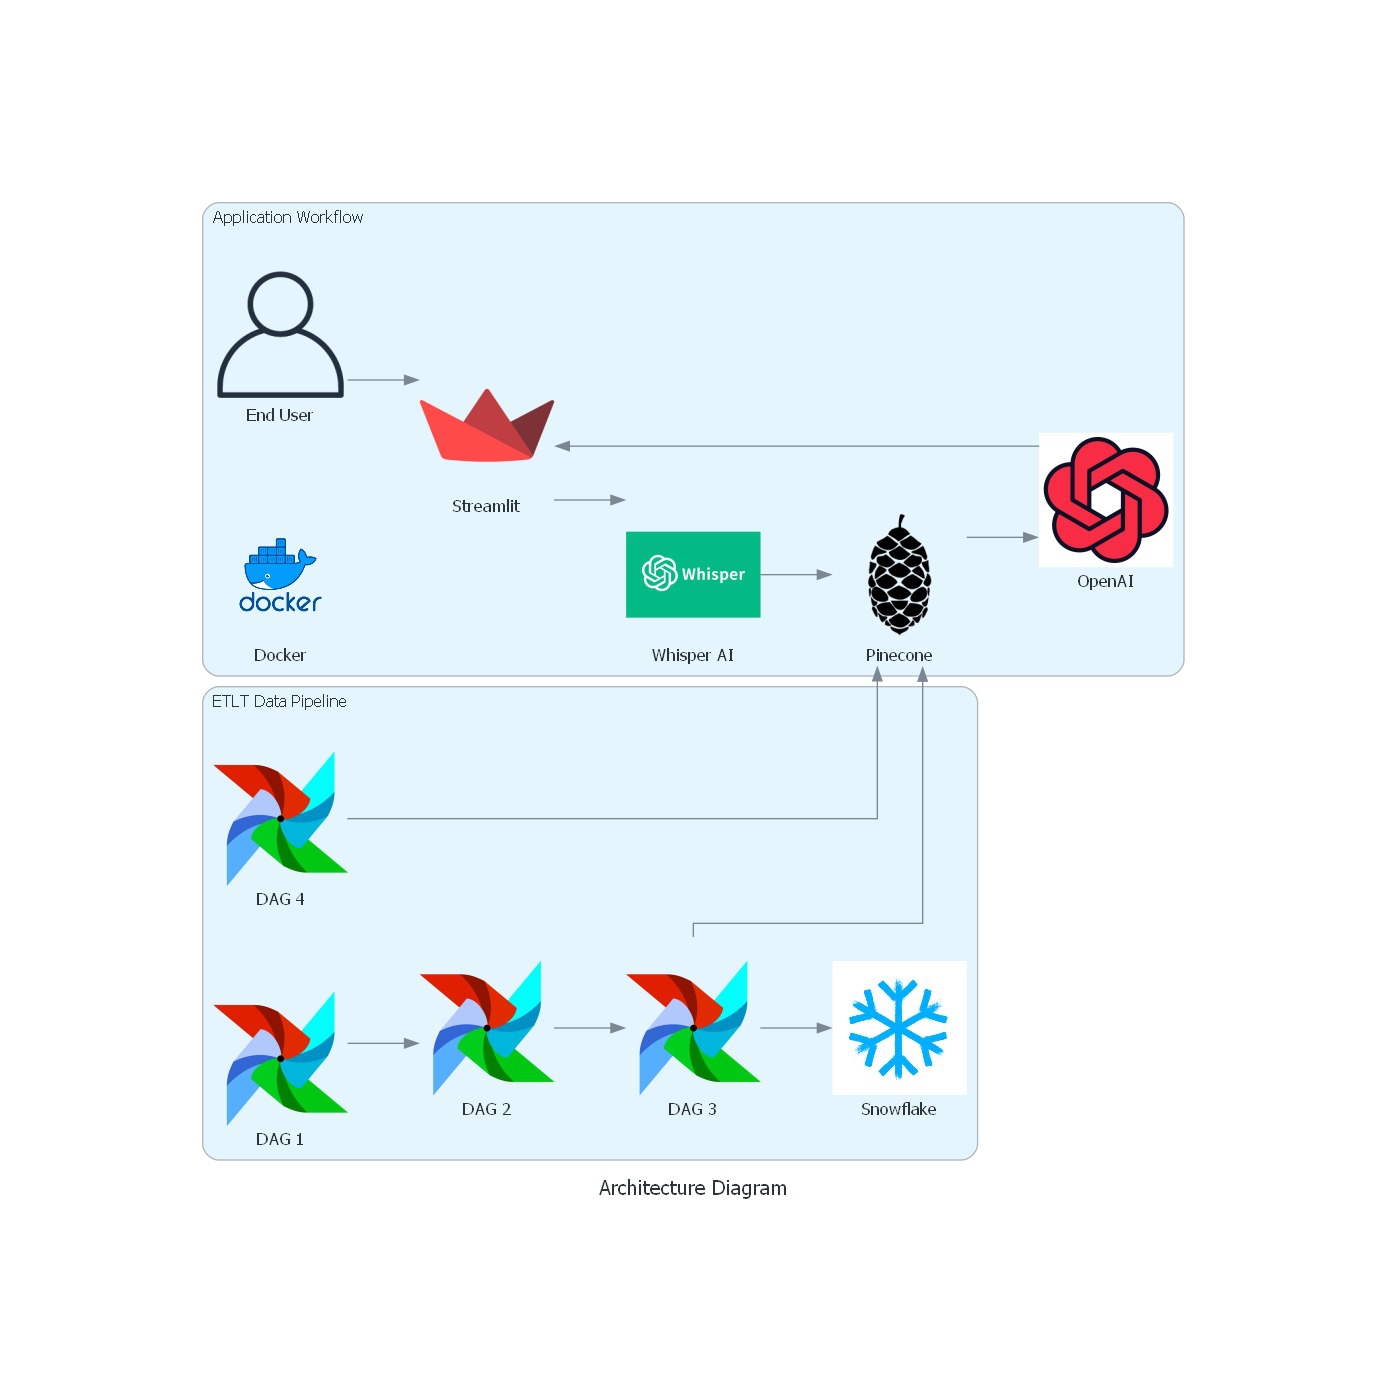 Application Workflow
End User
Streamlit
docker
Docker
Whisper
Whisper AI
Pinecone
OpenAI
ETLT Data Pipeline
DAG 4
DAG 1
DAG 2
DAG 3
Snowflake
Architecture Diagram